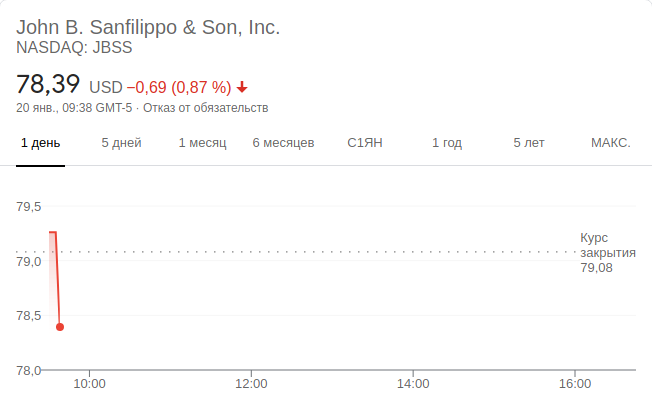 John B. Sanfilippo & Son, Inc.
NASDAQ: JBSS
78,39 USD −0,69 (0,87 %)
20 янв., 09:38 GMT-5 · Отказ от обязательств
1 день 5 дней 1 месяц 6 месяцев С1ЯН 1 год 5 лет МАКС.
79,5
Курс
закрытия
79,0
79,08
78,5
78,0
10:00 12:00 14:00 16:00